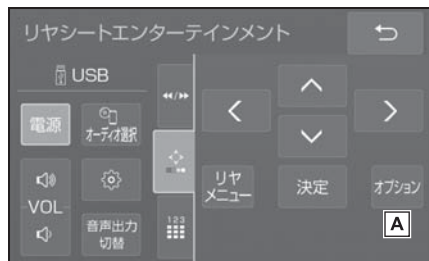 リヤシートエンターテインメント
USB
電源
オーディオ選択
VOL
音声出力
切替
123
リヤ
メニュー
決定
オプション
A